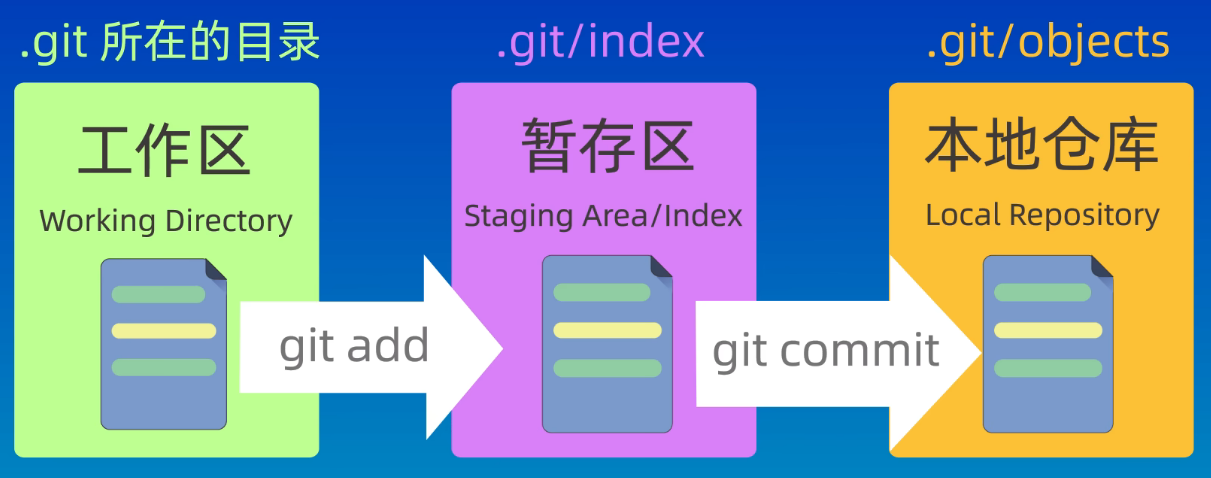 .git 所在的目录
.git/index
.git/objects
工作区
暂存区
本地仓库
Working Directory
Staging Area/Index
Local Repository
git add
git commit